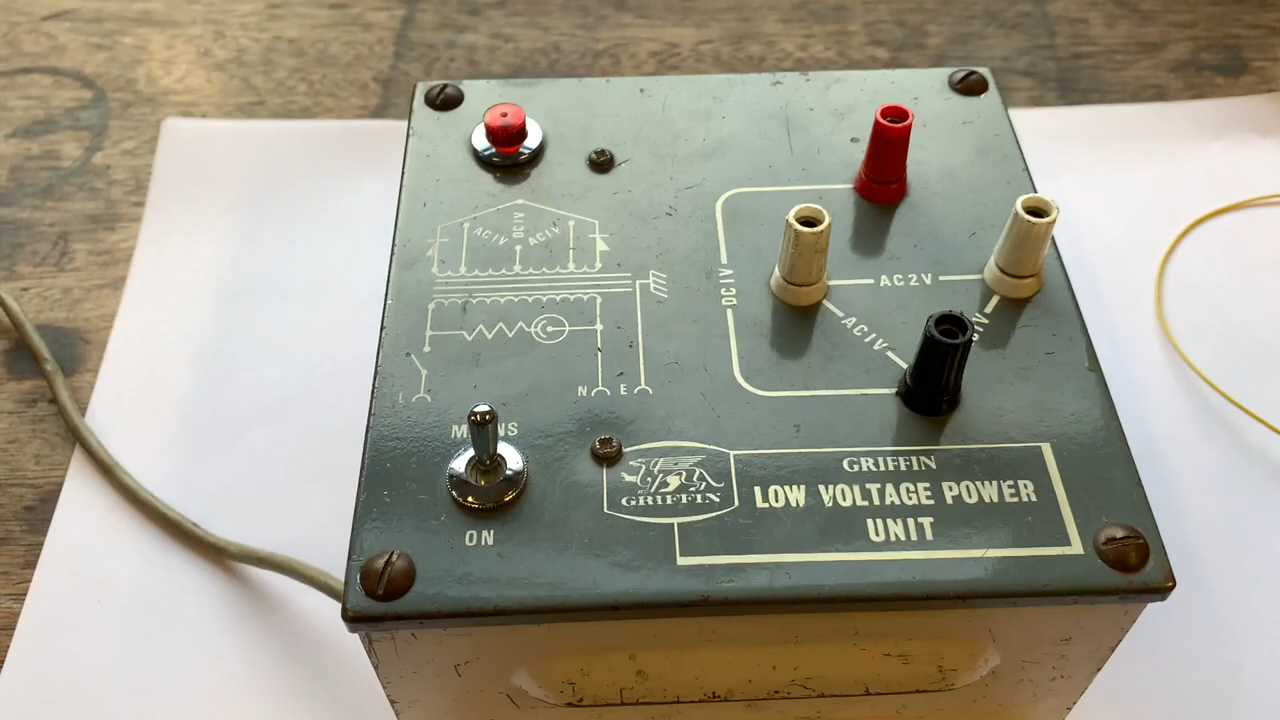 AC1V
DC1V
AC1V
L
N
E
MAINS
ON
DC1V
AC2V
AC1V
GRIFFIN
GRIFFIN
LOW VOLTAGE POWER
UNIT